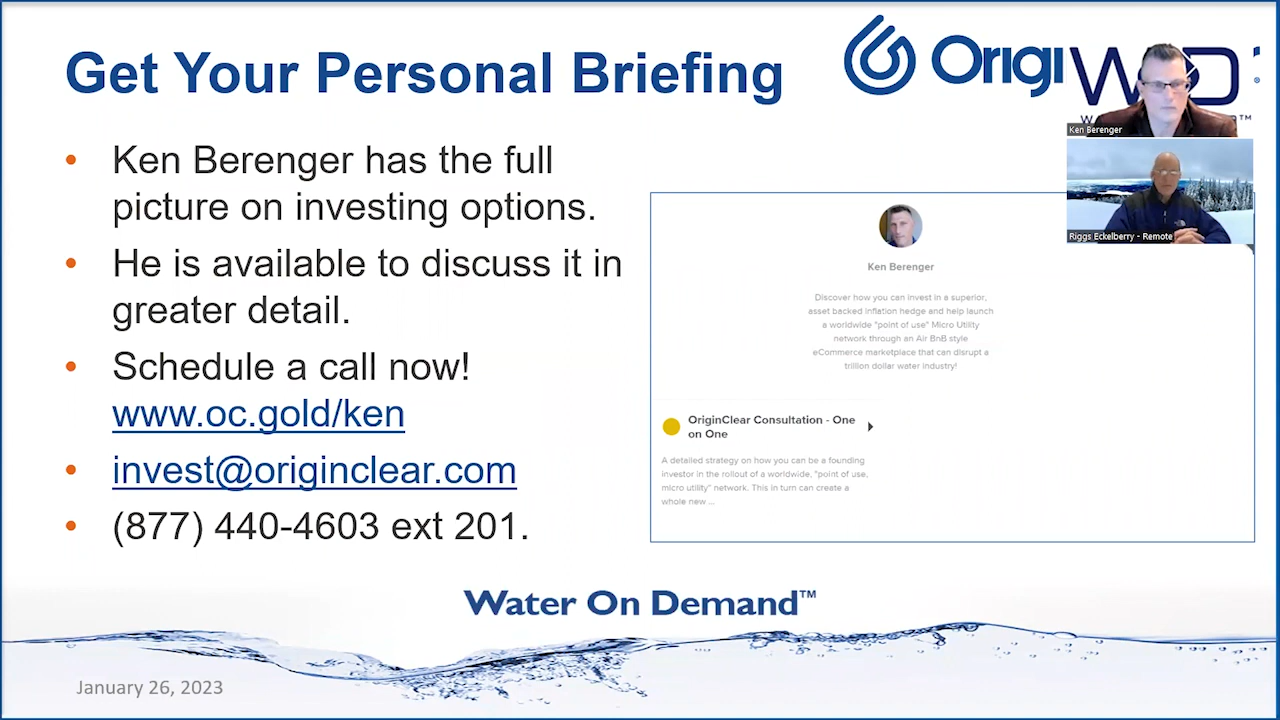 Get Your Personal Briefing
Origi
W D
Ken Berenger
Riggs Eckelberry - Remote
• Ken Berenger has the full
picture on investing options.
• He is available to discuss it in
greater detail.
• Schedule a call now!
www.oc.gold/ken
• invest@originclear.com
• (877) 440-4603 ext 201.
Ken Berenger
Discover how you can invest in a superior,
asset backed inflation hedge and help launch
a worldwide "point of use" Micro Utility
network through an Air BnB style
eCommerce marketplace that can disrupt a
trillion dollar water industry!
OriginClear Consultation - One
on One
A detailed strategy on how you can be a founding
investor in the rollout of a worldwide, "point of use,
micro utility" network. This in turn can create a
whole new ...
Water On Demand™
January 26, 2023